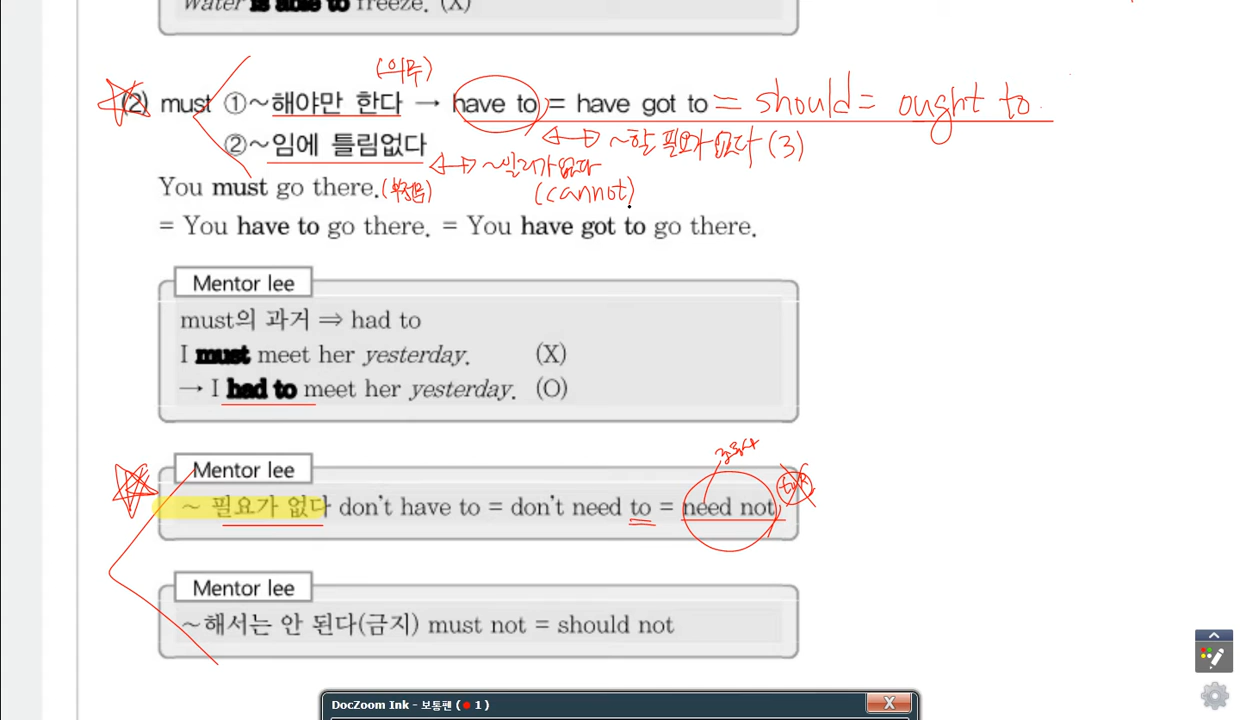 Water is able to freeze. (X)
(의무)
(2) must ①~해야만 한다 → have to = have got to = should = ought to
↔ ~할 필요가 없다 (3)
②~임에 틀림없다
↔ ~일리가 없다
You must go there.
(cannot)
= You have to go there. = You have got to go there.
Mentor lee
must의 과거 ⇒ had to
I must meet her yesterday. (X)
→ I had to meet her yesterday. (O)
Mentor lee
~ 필요가 없다 don't have to = don't need to = need not
Mentor lee
~해서는 안 된다(금지) must not = should not
DocZoom Ink - 보통펜 ( 1 )
X